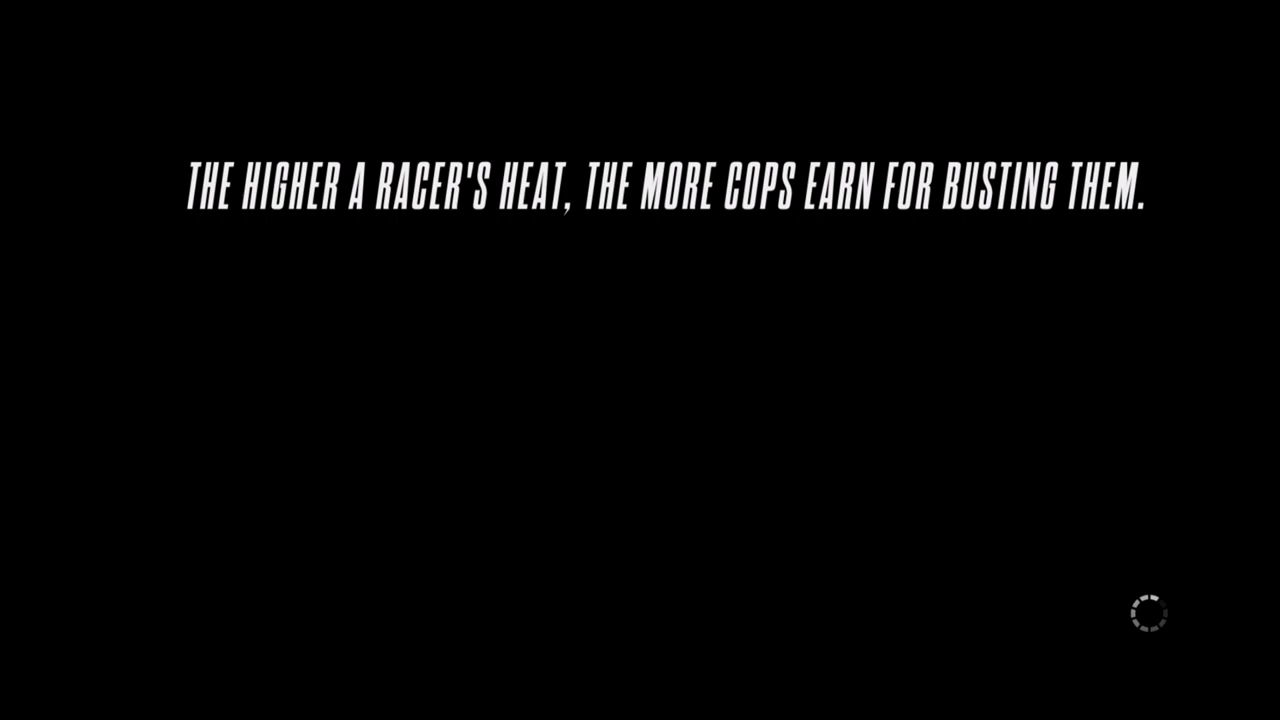 THE HIGHER A RACER'S HEAT, THE MORE COPS EARN FOR BUSTING THEM.